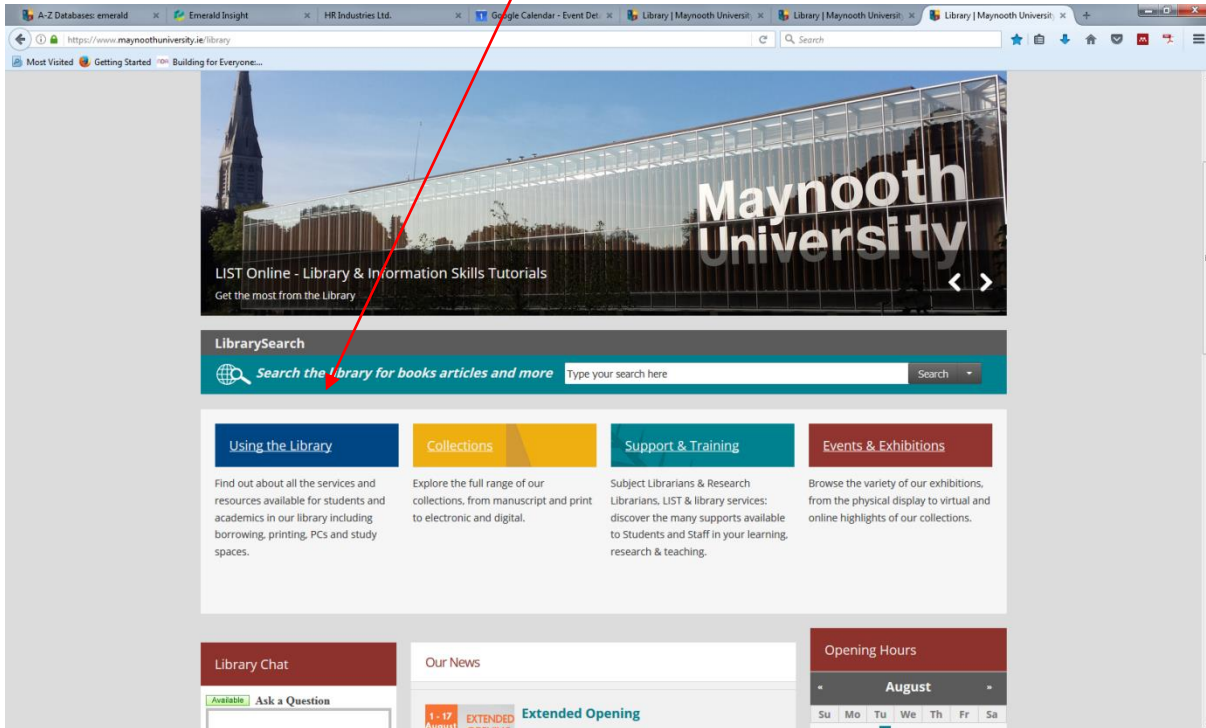 A-Z Databases: emerald
Emerald Insight
HR Industries Ltd.
Google Calendar - Event Det
Library | Maynooth Universit
Library | Maynooth Universit
Library | Maynooth Universit
https://www.maynoothuniversity.ie/library
Search
Most Visited
Getting Started
Building for Everyone:...
Maynooth
University
LIST Online - Library & Information Skills Tutorials
Get the most from the Library
LibrarySearch
Search the library for books articles and more
Type your search here
Search
Using the Library
Find out about all the services and
resources available for students and
academics in our library including
borrowing, printing, PCs and study
spaces.
Collections
Explore the full range of our
collections, from manuscript and print
to electronic and digital.
Support & Training
Subject Librarians & Research
Librarians, LIST & library services:
discover the many supports available
to Students and Staff in your learning,
research & teaching.
Events & Exhibitions
Browse the variety of our exhibitions,
from the physical display to virtual and
online highlights of our collections.
Library Chat
Available Ask a Question
Our News
1 - 17
August
EXTENDED
Extended Opening
Opening Hours
« August »
Su Mo Tu We Th Fr Sa